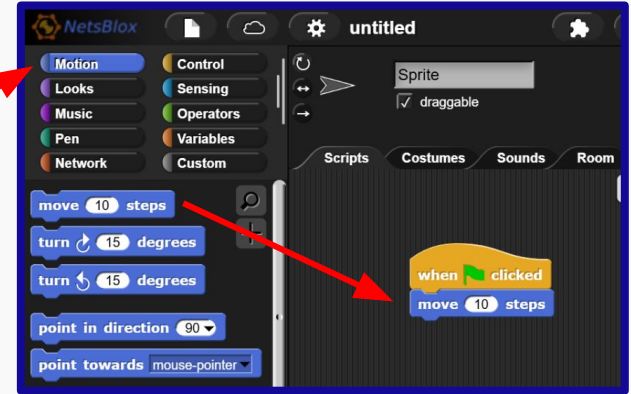 NetsBlox untitled
Motion Control
Looks Sensing
Music Operators
Pen Variables
Network Custom
Sprite
draggable
Scripts Costumes Sounds Room
move 10 steps
turn 15 degrees
turn 15 degrees
point in direction 90
point towards mouse-pointer
when clicked
move 10 steps